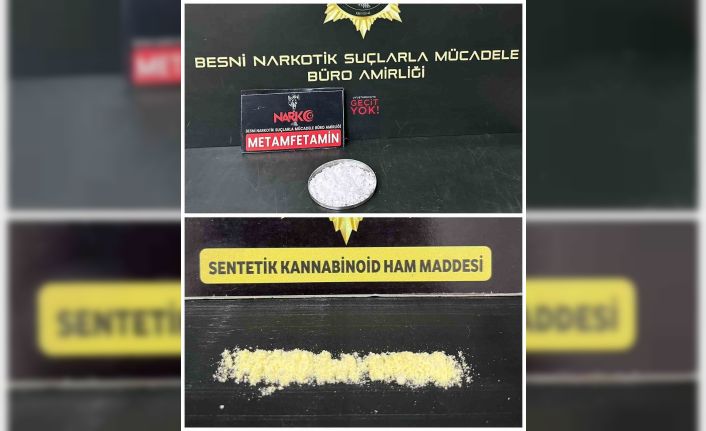 BESNİ NARKOTİK SUÇLARLA MÜCADELE
BÜRO AMİRLİĞİ
GEÇİT
YOK!
NARKO
BESNİ NARKOTİK SUÇLARLA MÜCADELE BÜRO AMİRLİĞİ
METAMFETAMİN
SENTETİK KANNABİNOİD HAM MADDESİ